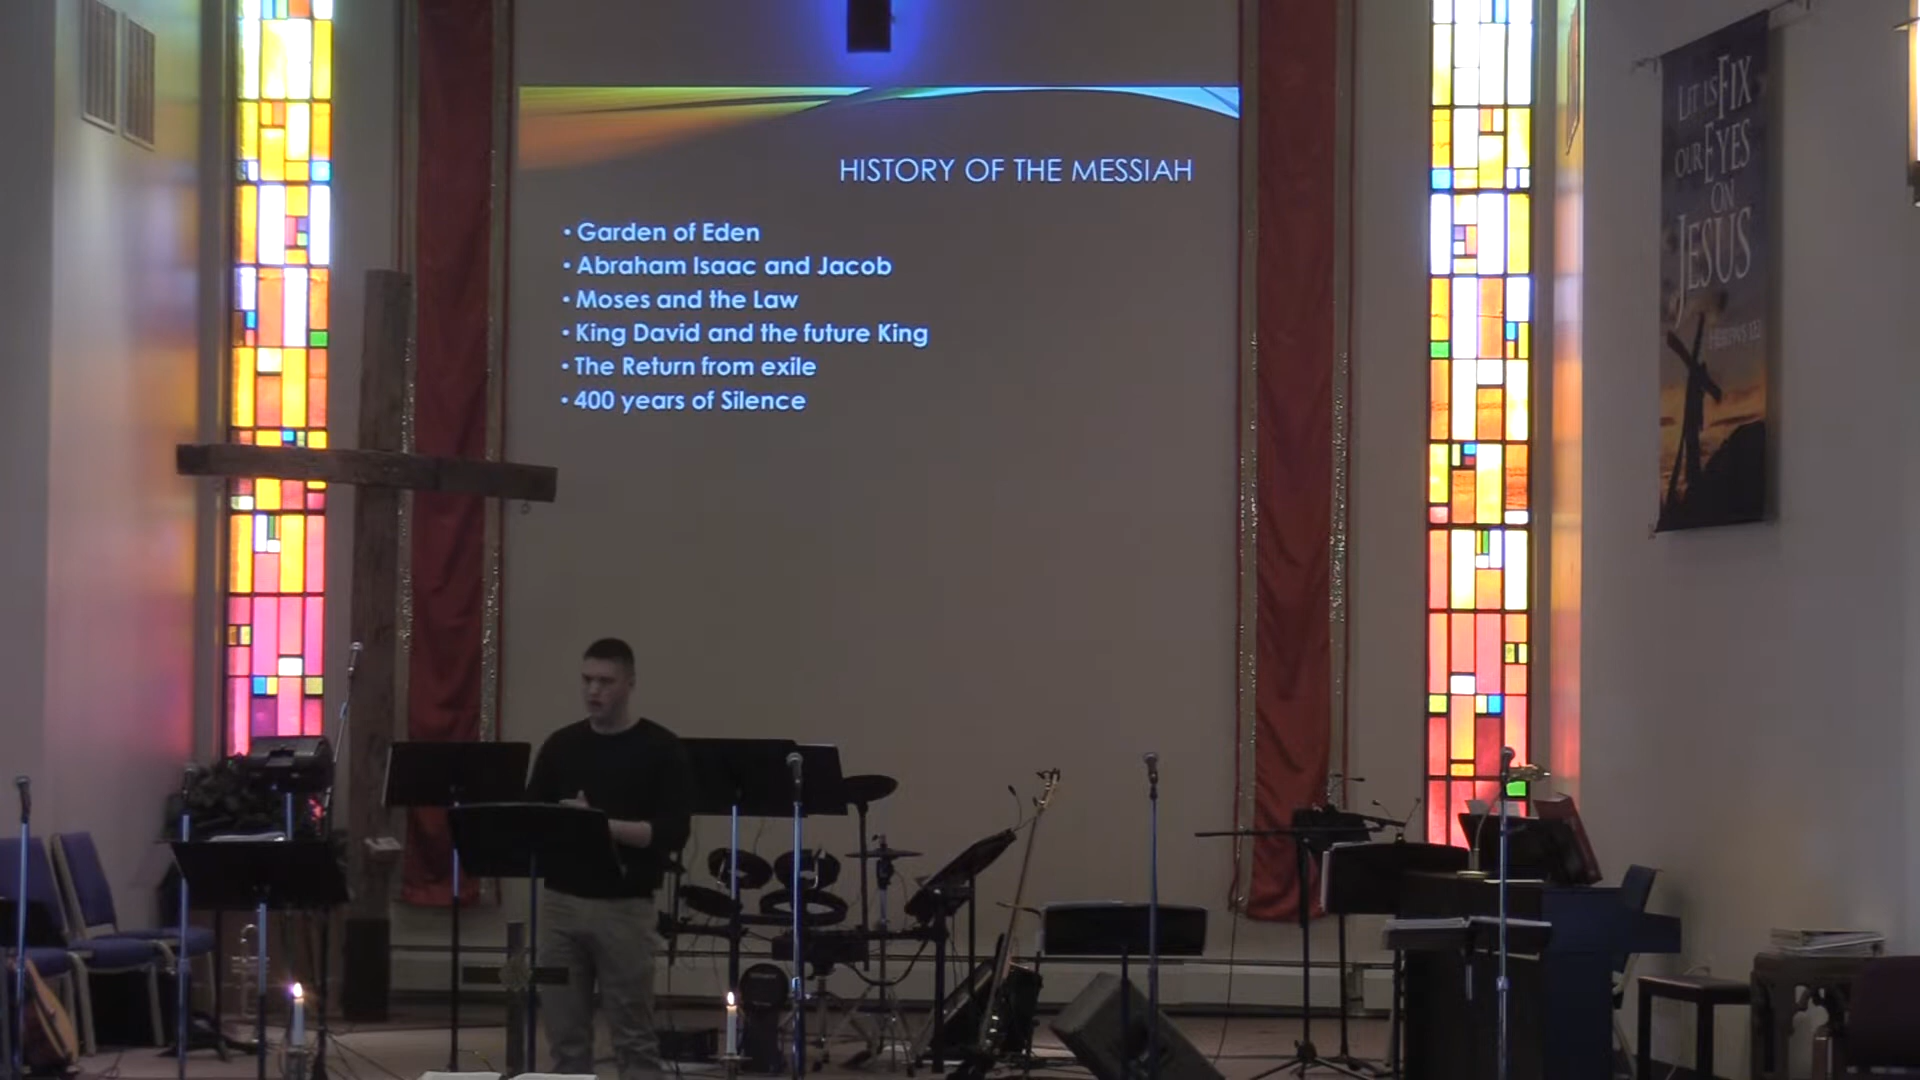 HISTORY OF THE MESSIAH
• Garden of Eden
• Abraham Isaac and Jacob
• Moses and the Law
• King David and the future King
• The Return from exile
• 400 years of Silence
LET US FIX
OUR EYES
ON
JESUS